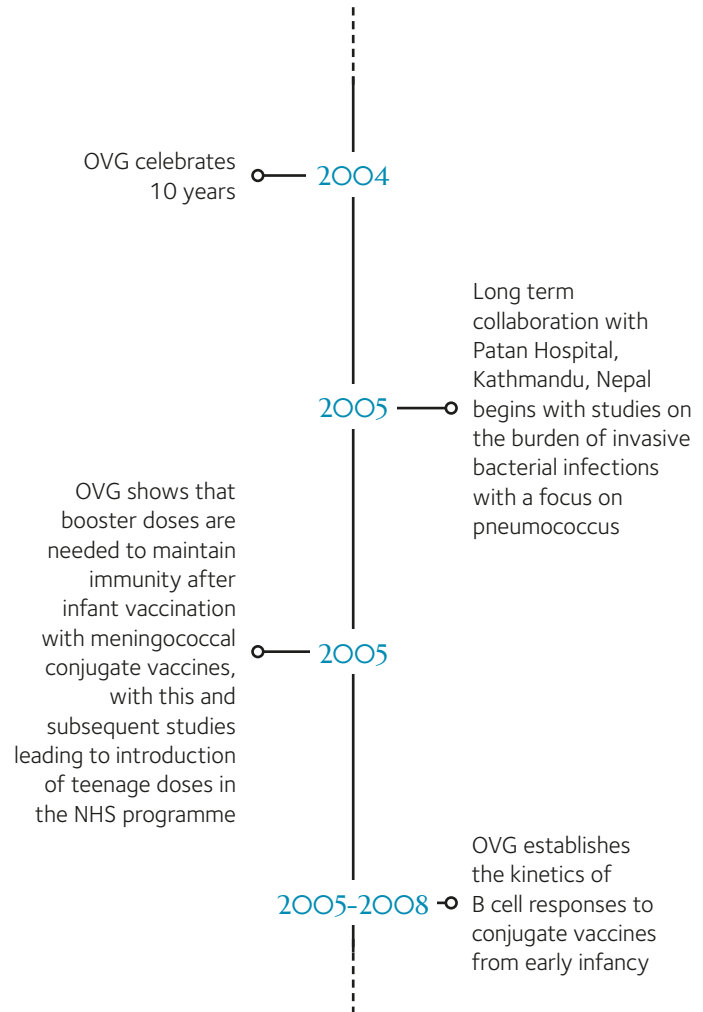 OVG celebrates
10 years
2004
Long term
collaboration with
Patan Hospital,
Kathmandu, Nepal
begins with studies on
the burden of invasive
bacterial infections
with a focus on
pneumococcus
2005
OVG shows that
booster doses are
needed to maintain
immunity after
infant vaccination
with meningococcal
conjugate vaccines,
with this and
subsequent studies
leading to introduction
of teenage doses in
the NHS programme
2005
OVG establishes
the kinetics of
B cell responses to
conjugate vaccines
from early infancy
2005-2008